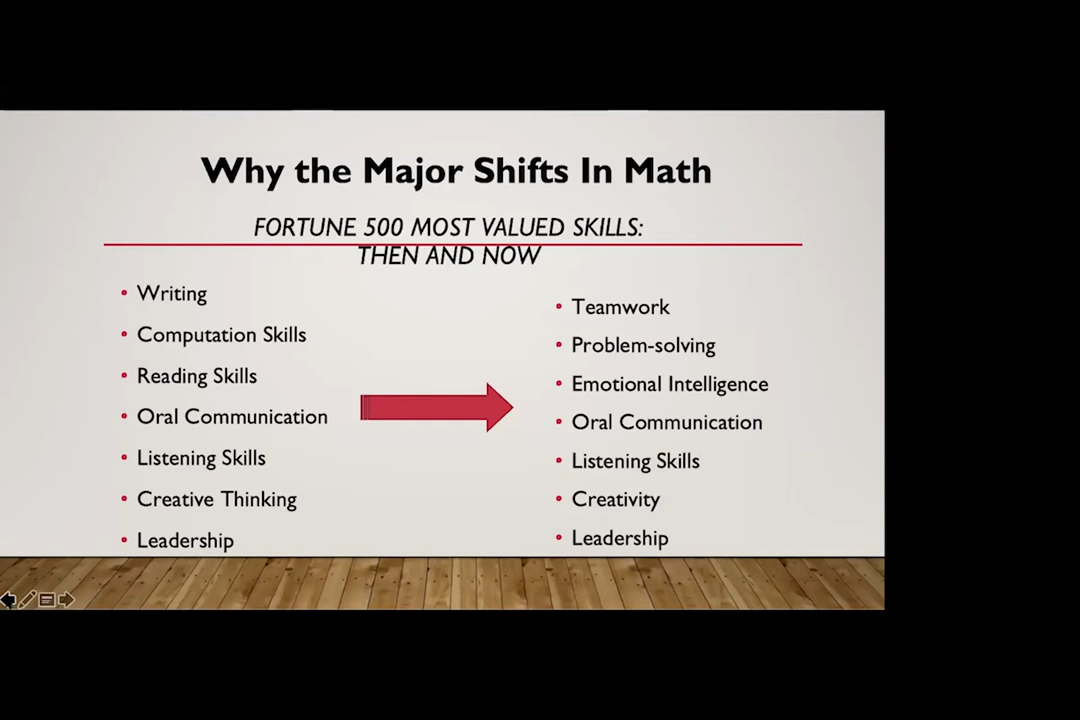 Why the Major Shifts In Math
FORTUNE 500 MOST VALUED SKILLS:
THEN AND NOW
• Writing
• Computation Skills
• Reading Skills
• Oral Communication
• Listening Skills
• Creative Thinking
• Leadership
• Teamwork
• Problem-solving
• Emotional Intelligence
• Oral Communication
• Listening Skills
• Creativity
• Leadership